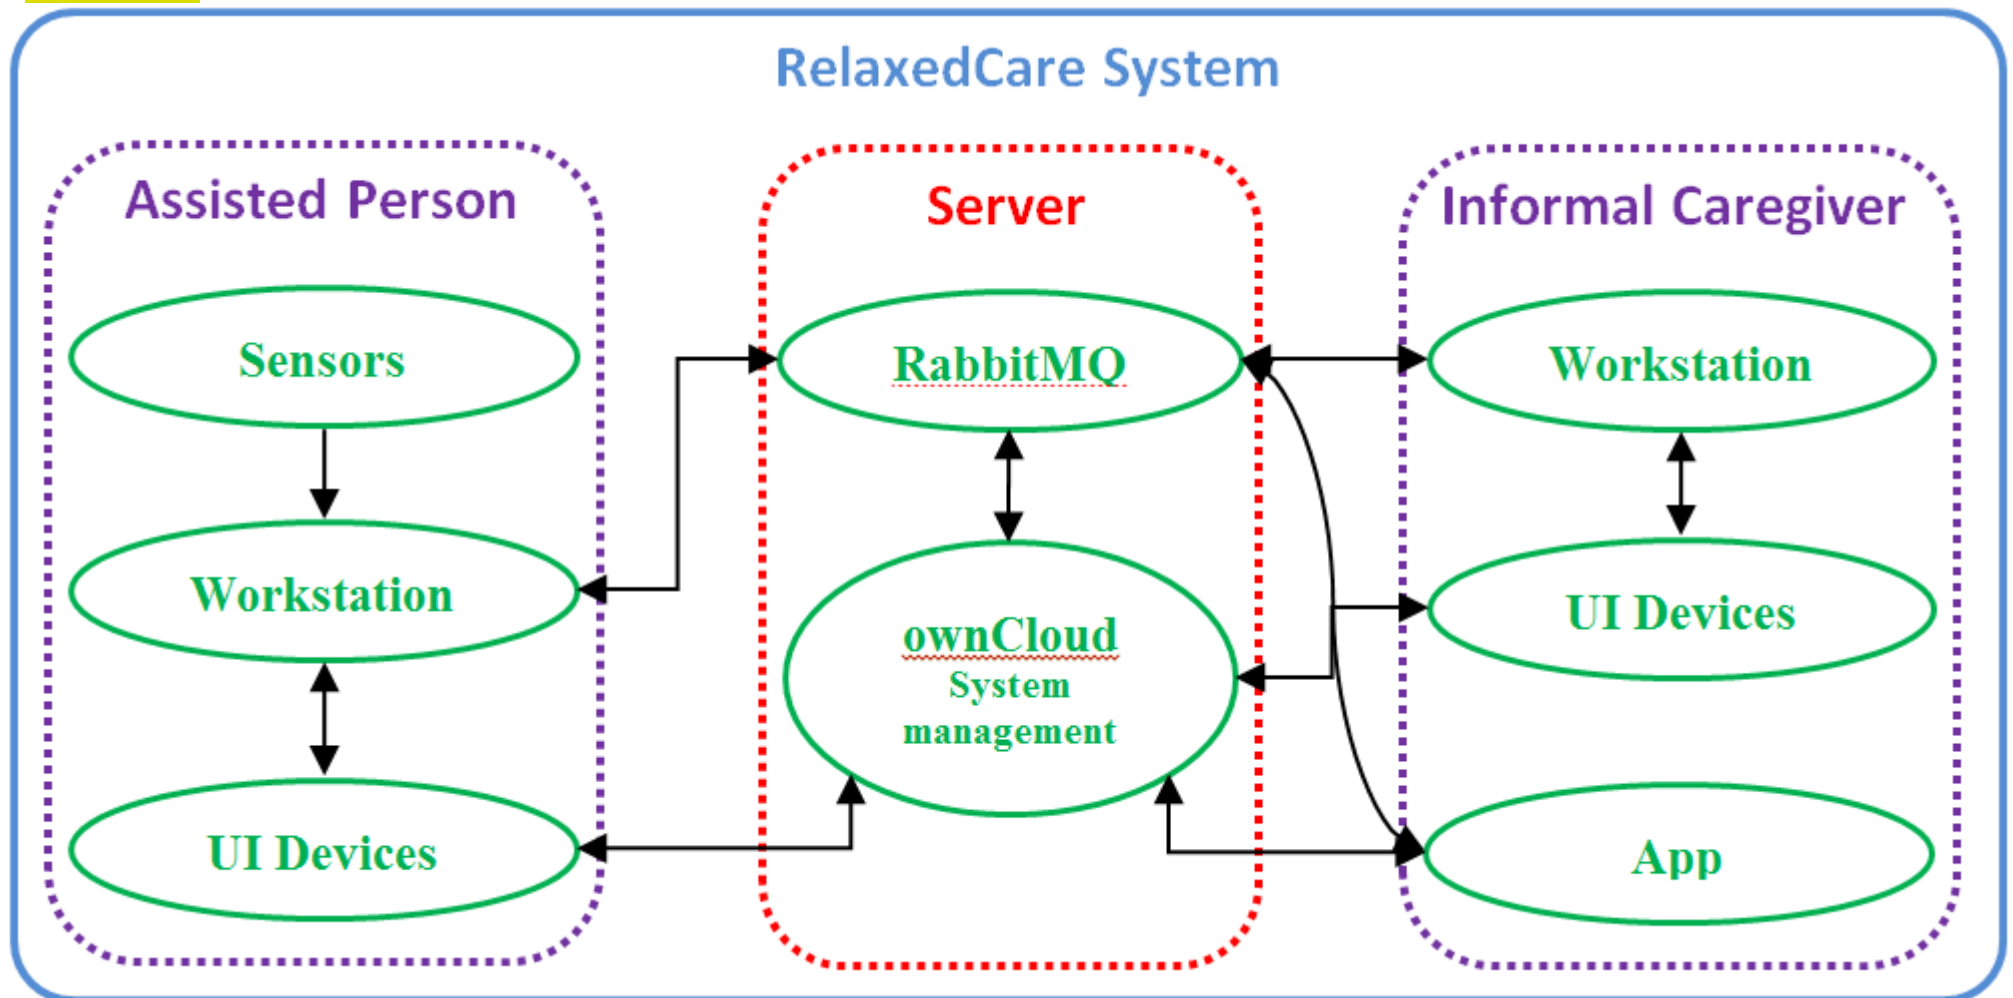 RelaxedCare System
Assisted Person
Sensors
Workstation
UI Devices
Server
RabbitMQ
ownCloud
System
management
Informal Caregiver
Workstation
UI Devices
App